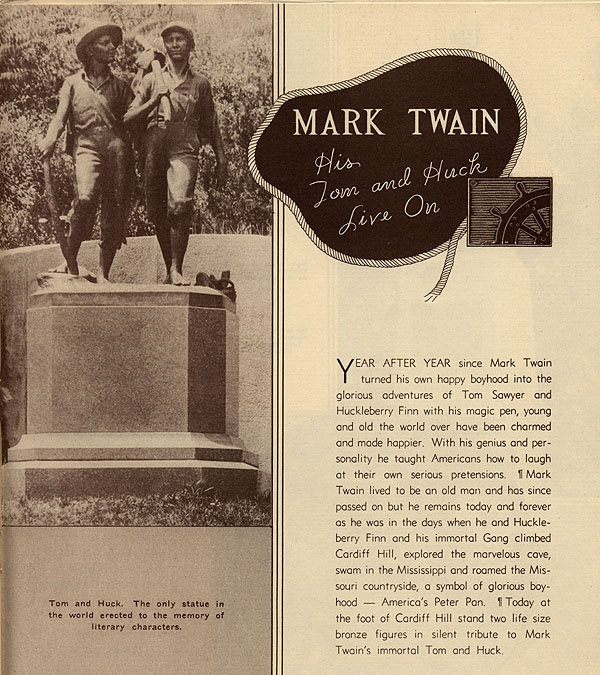 MARK TWAIN
His
Tom and Huck
Live On
YEAR AFTER YEAR since Mark Twain
turned his own happy boyhood into the
glorious adventures of Tom Sawyer and
Huckleberry Finn with his magic pen, young
and old the world over have been charmed
and made happier. With his genius and per-
sonality he taught Americans how to laugh
at their own serious pretensions. ¶ Mark
Twain lived to be an old man and has since
passed on but he remains today and forever
as he was in the days when he and Huckle-
berry Finn and his immortal Gang climbed
Cardiff Hill, explored the marvelous cave,
swam in the Mississippi and roamed the Mis-
souri countryside, a symbol of glorious boy-
hood — America's Peter Pan. ¶ Today at
the foot of Cardiff Hill stand two life size
bronze figures in silent tribute to Mark
Twain's immortal Tom and Huck.
Tom and Huck. The only statue in
the world erected to the memory of
literary characters.